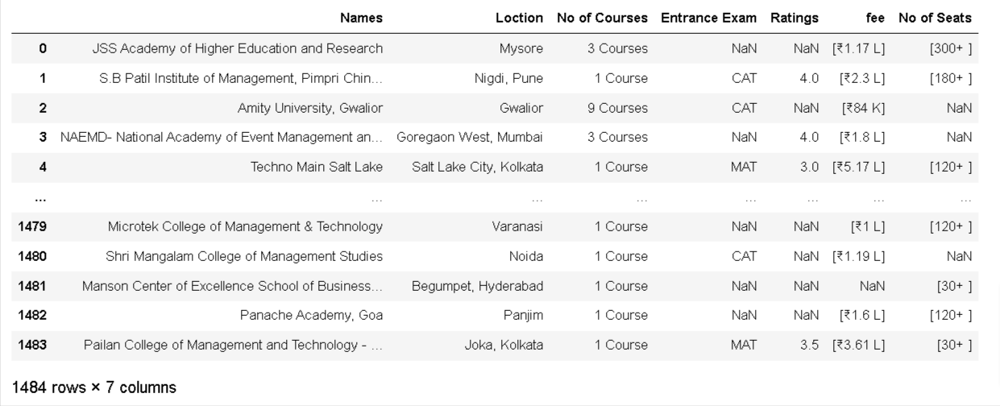 Names Loction No of Courses Entrance Exam Ratings fee No of Seats
0 JSS Academy of Higher Education and Research Mysore 3 Courses NaN NaN [₹1.17 L] [300+ ]
1 S.B Patil Institute of Management, Pimpri Chin... Nigdi, Pune 1 Course CAT 4.0 [₹2.3 L] [180+ ]
2 Amity University, Gwalior Gwalior 9 Courses CAT NaN [₹84 K] NaN
3 NAEMD- National Academy of Event Management an... Goregaon West, Mumbai 3 Courses NaN 4.0 [₹1.8 L] NaN
4 Techno Main Salt Lake Salt Lake City, Kolkata 1 Course MAT 3.0 [₹5.17 L] [120+ ]
... ... ... ... ... ... ... ...
1479 Microtek College of Management & Technology Varanasi 1 Course NaN NaN [₹1 L] [120+ ]
1480 Shri Mangalam College of Management Studies Noida 1 Course CAT NaN [₹1.19 L] NaN
1481 Manson Center of Excellence School of Business... Begumpet, Hyderabad 1 Course NaN NaN NaN [30+ ]
1482 Panache Academy, Goa Panjim 1 Course NaN NaN [₹1.6 L] [120+ ]
1483 Pailan College of Management and Technology - ... Joka, Kolkata 1 Course MAT 3.5 [₹3.61 L] [30+ ]
1484 rows × 7 columns